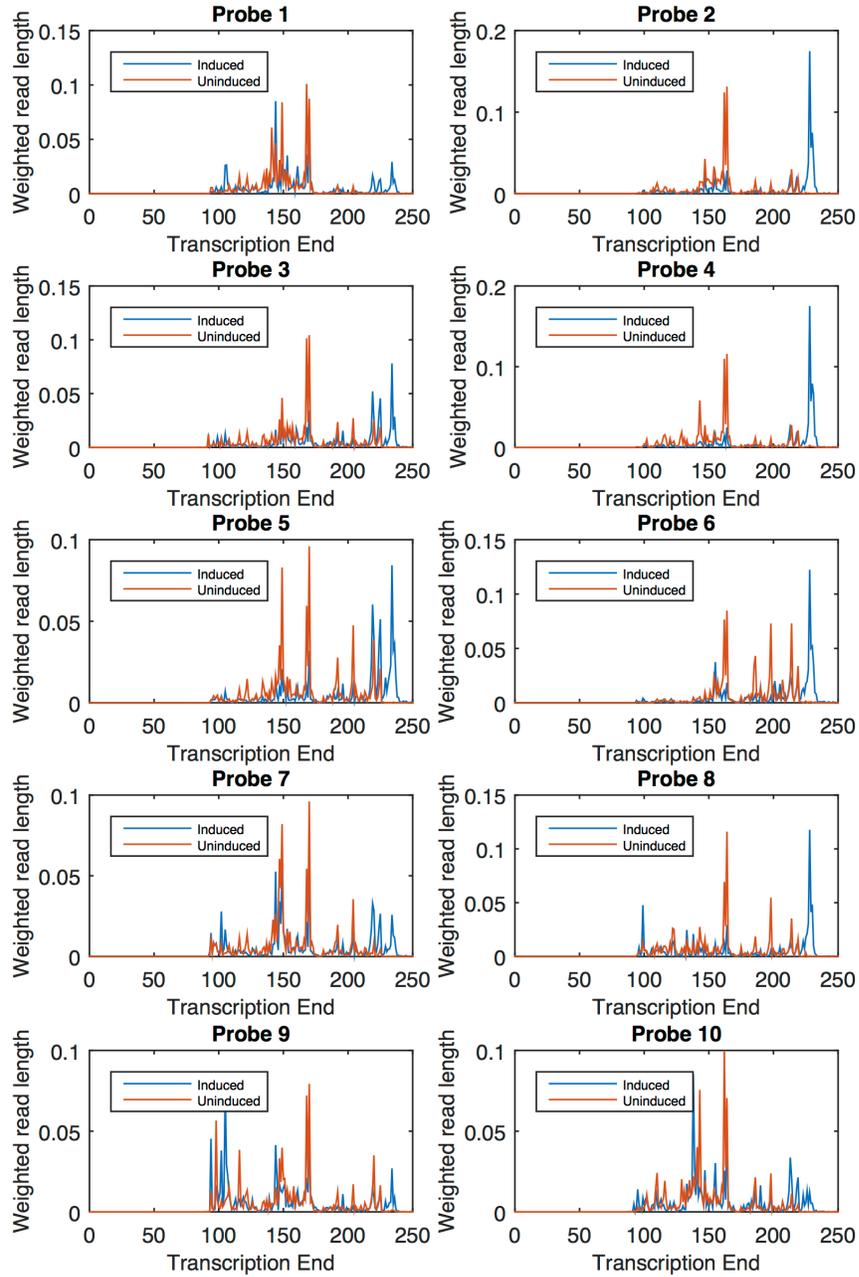 Probe 1
Weighted read length
0.15
0.1
0.05
0
Induced
Uninduced
0 50 100 150 200 250
Transcription End
Probe 2
Weighted read length
0.2
0.1
0
Induced
Uninduced
0 50 100 150 200 250
Transcription End
Probe 3
Weighted read length
0.15
0.1
0.05
0
Induced
Uninduced
0 50 100 150 200 250
Transcription End
Probe 4
Weighted read length
0.2
0.1
0
Induced
Uninduced
0 50 100 150 200 250
Transcription End
Probe 5
Weighted read length
0.1
0.05
0
Induced
Uninduced
0 50 100 150 200 250
Transcription End
Probe 6
Weighted read length
0.15
0.1
0.05
0
Induced
Uninduced
0 50 100 150 200 250
Transcription End
Probe 7
Weighted read length
0.1
0.05
0
Induced
Uninduced
0 50 100 150 200 250
Transcription End
Probe 8
Weighted read length
0.15
0.1
0.05
0
Induced
Uninduced
0 50 100 150 200 250
Transcription End
Probe 9
Weighted read length
0.1
0.05
0
Induced
Uninduced
0 50 100 150 200 250
Transcription End
Probe 10
Weighted read length
0.1
0.05
0
Induced
Uninduced
0 50 100 150 200 250
Transcription End